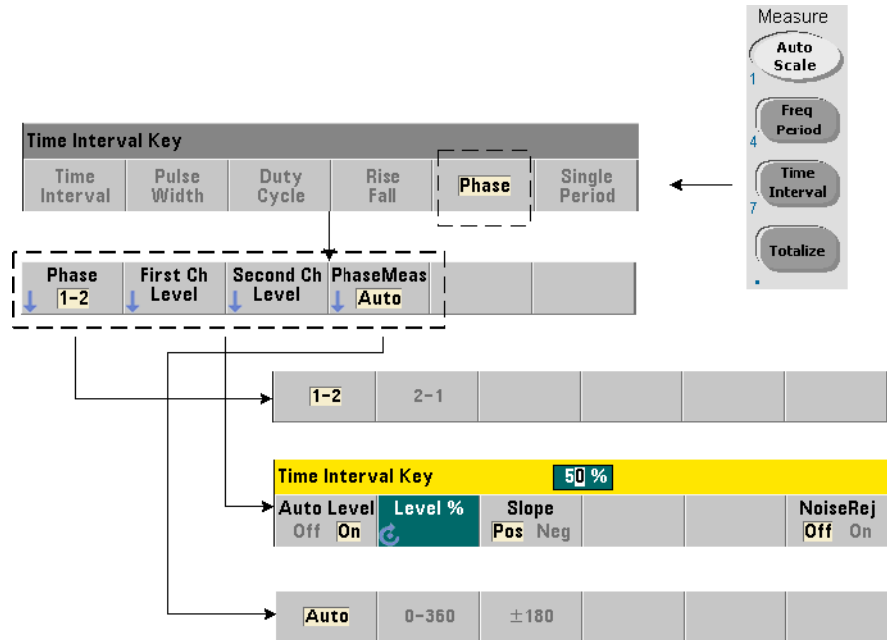 Measure
Auto
Scale
1
Freq
Period
4
Time
Interval
7
Totalize
.
Time Interval Key
Time Interval
Pulse Width
Duty Cycle
Rise Fall
Phase
Single Period
Phase 1-2
First Ch Level
Second Ch Level
PhaseMeas Auto
1-2 2-1
Time Interval Key 50 %
Auto Level Off On
Level %
Slope Pos Neg
NoiseRej Off On
Auto 0-360 ±180